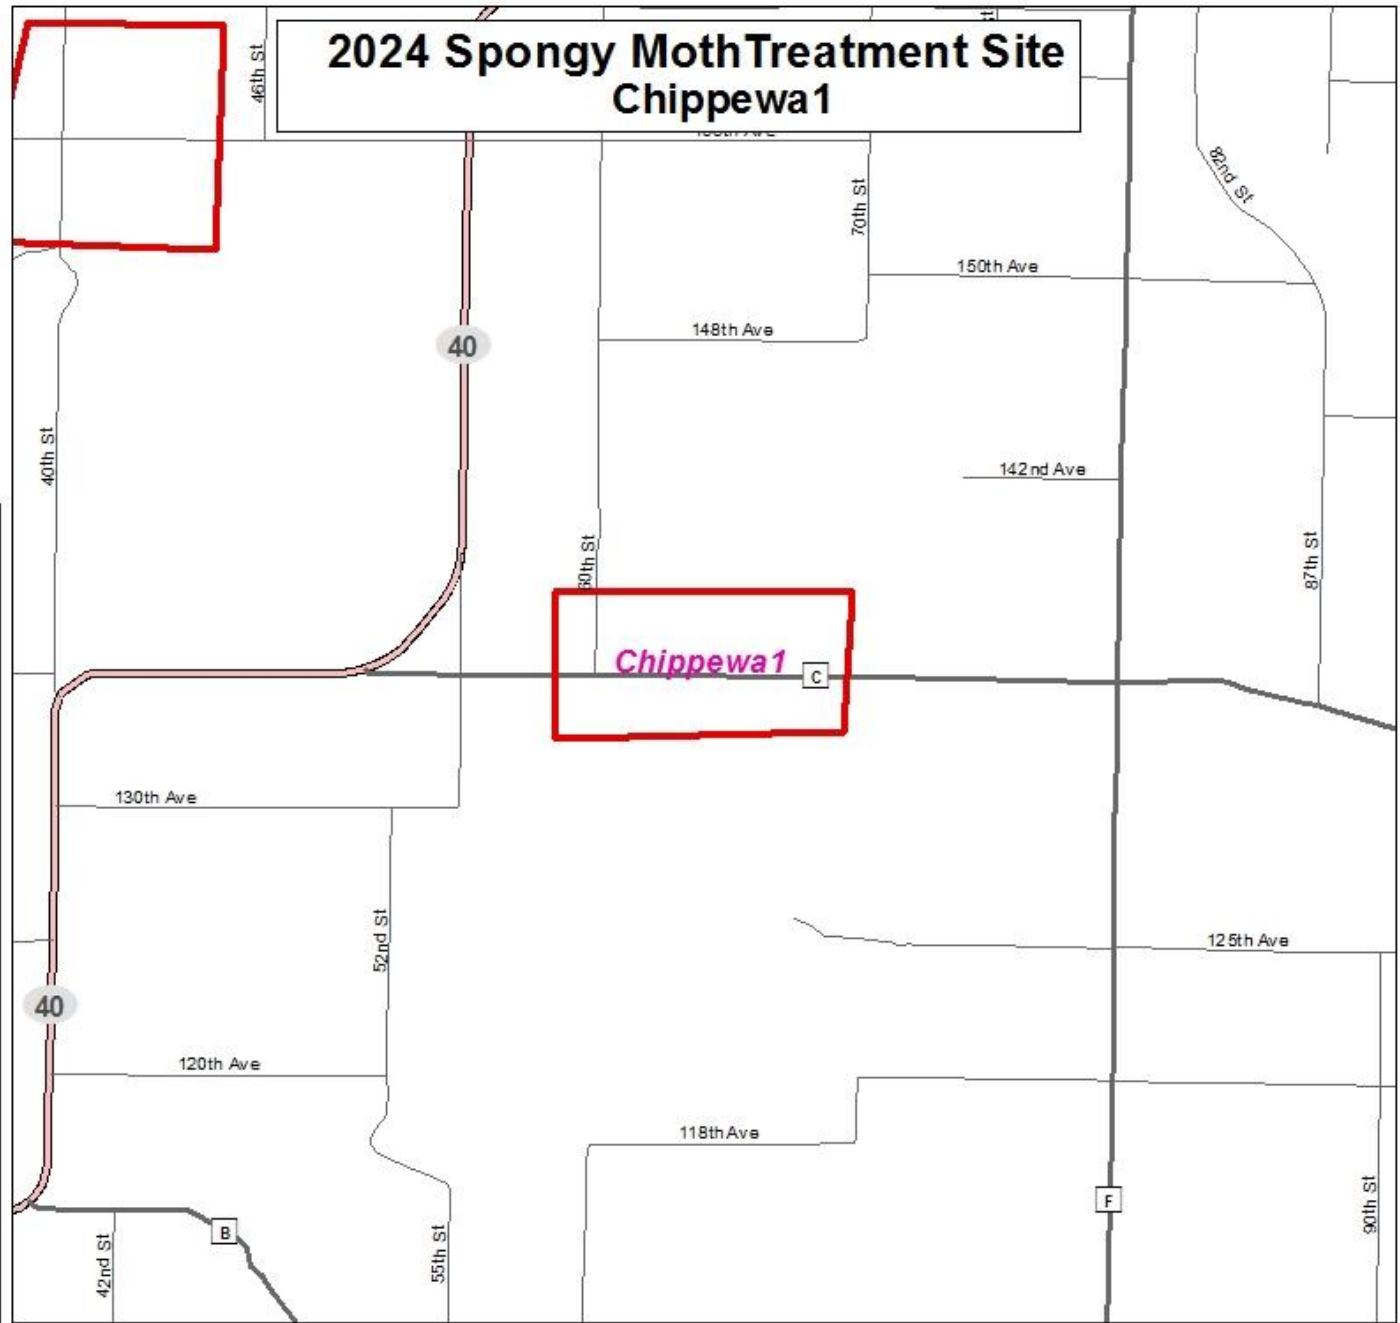 2024 Spongy MothTreatment Site
Chippewa1
46th St
St
82nd St
70th St
150th Ave
148th Ave
40
40th St
142nd Ave
60th St
87th St
Chippewa1
C
130th Ave
52nd St
125th Ave
40
120th Ave
118th Ave
F
90th St
B
42nd St
55th St